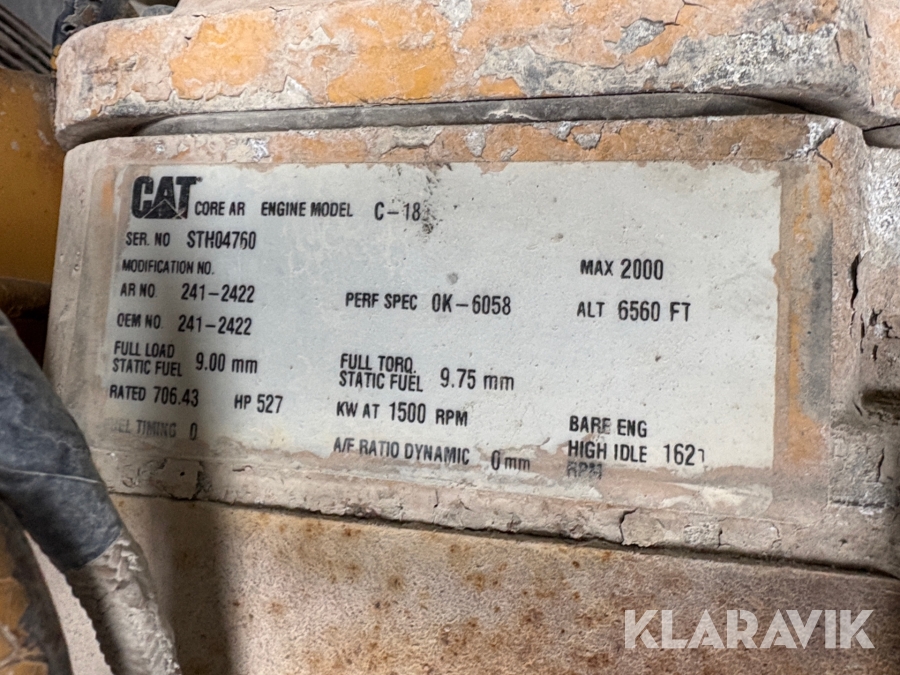 CAT CORE AR ENGINE MODEL C-18
SER. NO STH04760
MODIFICATION NO.
MAX 2000
AR NO. 241-2422
PERF SPEC 0K-6058
ALT 6560 FT
OEM NO. 241-2422
FULL LOAD
STATIC FUEL 9.00 mm
FULL TORQ.
STATIC FUEL 9.75 mm
RATED 706.43 HP 527
KW AT 1500 RPM
BARE ENG
HIGH IDLE 1621
RPM
TIMING 0
A/F RATIO DYNAMIC 0 mm
KLARAVIK